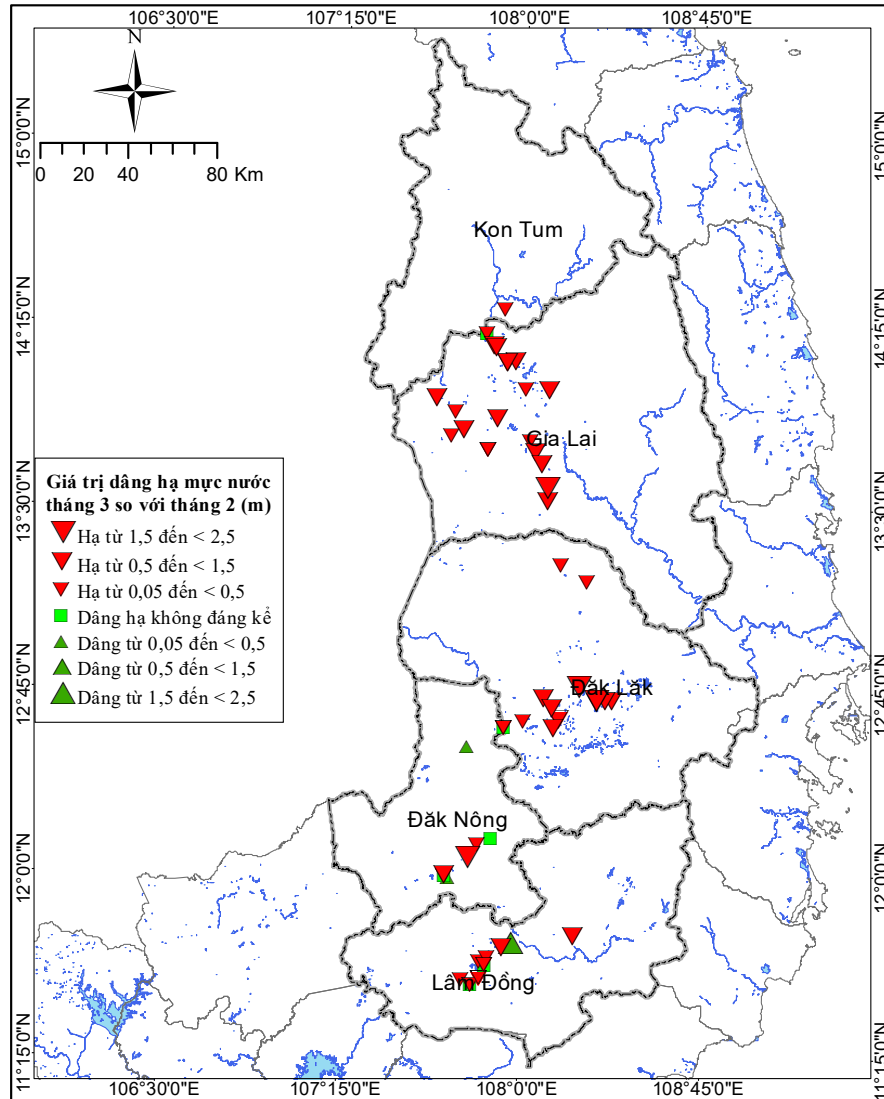 106°30'0"E 107°15'0"E 108°0'0"E 108°45'0"E
N
0 20 40 80 Km
15°0'0"N 15°0'0"N
Kon Tum
14°15'0"N 14°15'0"N
Gia Lai
Giá trị dâng hạ mực nước
tháng 3 so với tháng 2 (m)
Hạ từ 1,5 đến < 2,5
Hạ từ 0,5 đến < 1,5
Hạ từ 0,05 đến < 0,5
Dâng hạ không đáng kể
Dâng từ 0,05 đến < 0,5
Dâng từ 0,5 đến < 1,5
Dâng từ 1,5 đến < 2,5
13°30'0"N 13°30'0"N
12°45'0"N 12°45'0"N
Đăk Lăk
Đăk Nông
12°0'0"N 12°0'0"N
Lâm Đồng
11°15'0"N 11°15'0"N
106°30'0"E 107°15'0"E 108°0'0"E 108°45'0"E